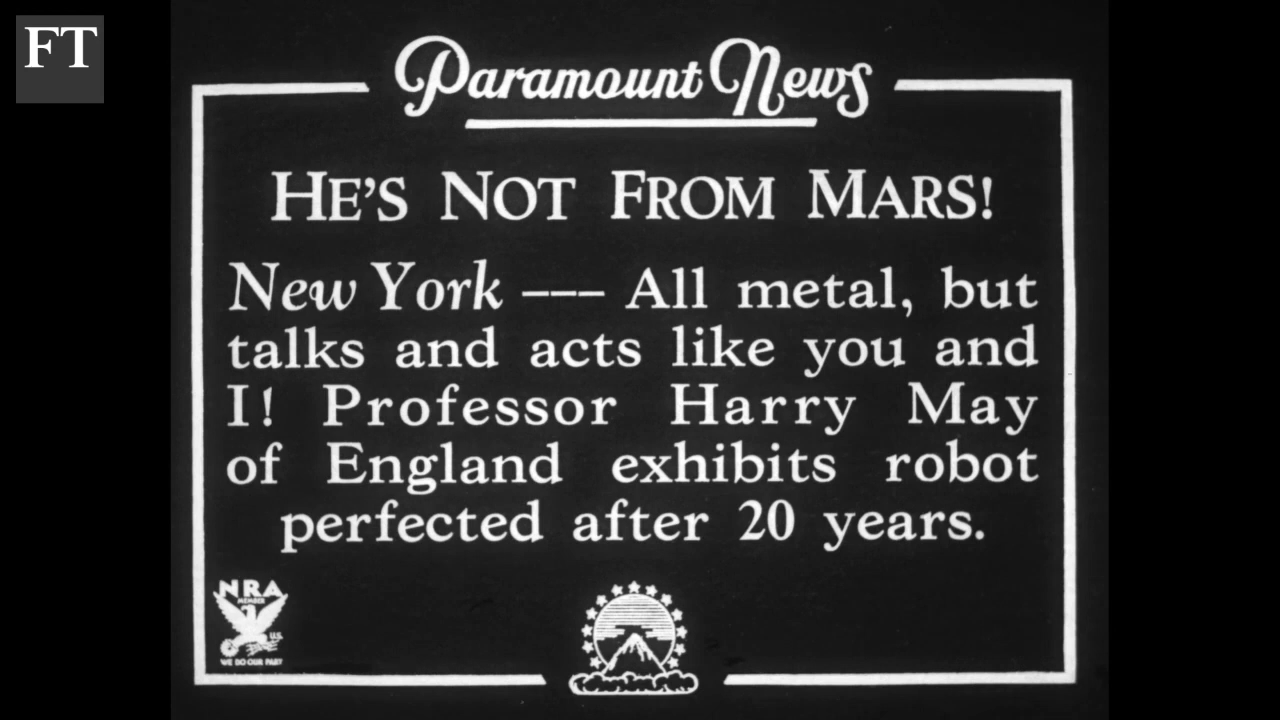 FT
Paramount News
HE'S NOT FROM MARS!
New York --- All metal, but
talks and acts like you and
I! Professor Harry May
of England exhibits robot
perfected after 20 years.
NRA
MEMBER
U.S.
WE DO OUR PART